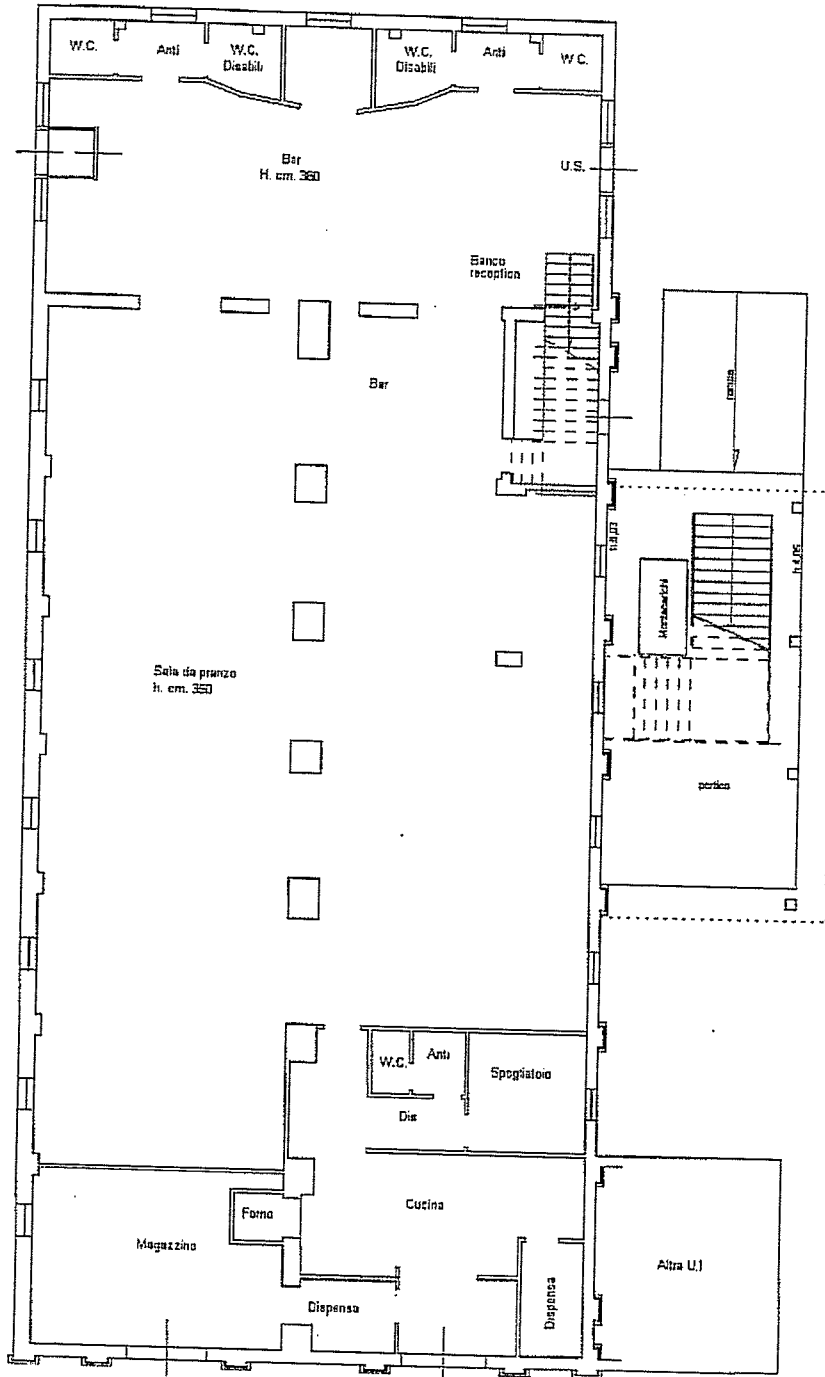 W.C.
Anti
W.C.
Disabili
W.C.
Disabili
Anti
W.C.
Bar
H. cm. 360
U.S.
Banco
reception
Bar
rampa
Montacarichi
Sala da pranzo
h. cm. 350
portico
W.C.
Anti
Spogliatoio
Dis
Forno
Cucina
Magazzino
Altra U.I
Dispensa
Dispensa